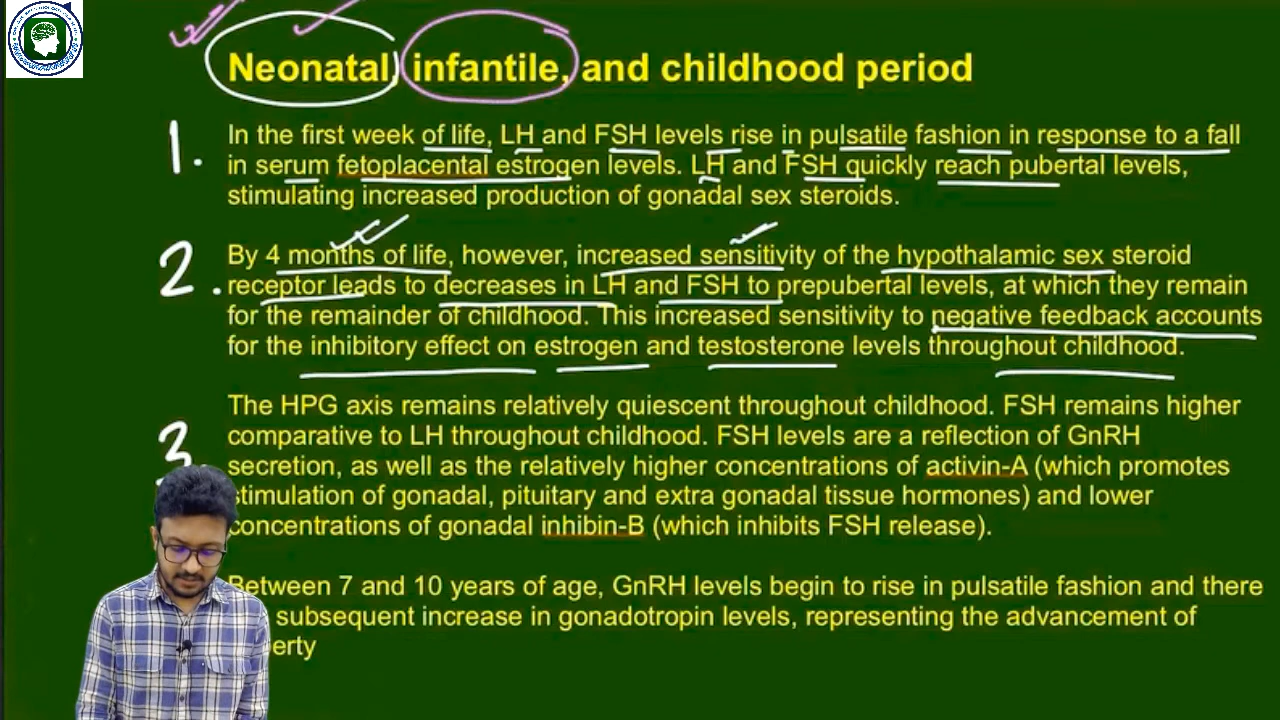 Neonatal, infantile, and childhood period
1.
In the first week of life, LH and FSH levels rise in pulsatile fashion in response to a fall
in serum fetoplacental estrogen levels. LH and FSH quickly reach pubertal levels,
stimulating increased production of gonadal sex steroids.
2.
By 4 months of life, however, increased sensitivity of the hypothalamic sex steroid
receptor leads to decreases in LH and FSH to prepubertal levels, at which they remain
for the remainder of childhood. This increased sensitivity to negative feedback accounts
for the inhibitory effect on estrogen and testosterone levels throughout childhood.
3
The HPG axis remains relatively quiescent throughout childhood. FSH remains higher
comparative to LH throughout childhood. FSH levels are a reflection of GnRH
secretion, as well as the relatively higher concentrations of activin-A (which promotes
stimulation of gonadal, pituitary and extra gonadal tissue hormones) and lower
concentrations of gonadal inhibin-B (which inhibits FSH release).
Between 7 and 10 years of age, GnRH levels begin to rise in pulsatile fashion and there
subsequent increase in gonadotropin levels, representing the advancement of
erty